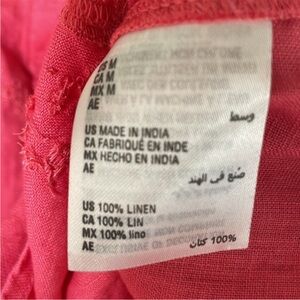 US M
CA M
MX M
AE
وسط
US MADE IN INDIA
CA FABRIQUÉ EN INDE
MX HECHO EN INDIA
AE
صنع في الهند
US 100% LINEN
CA 100% LIN
MX 100% lino
AE
100% كتان